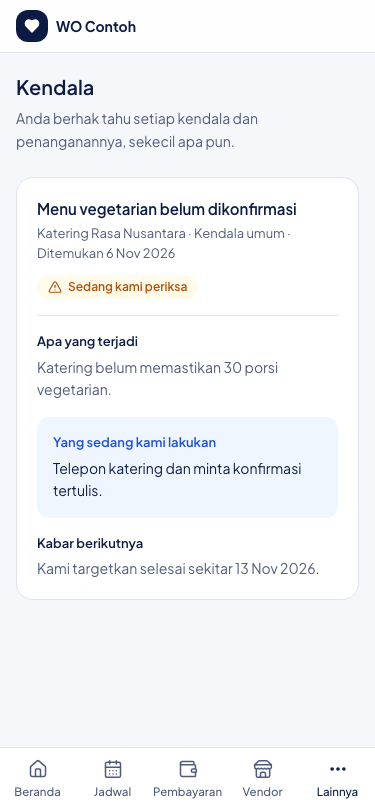 WO Contoh
Kendala
Anda berhak tahu setiap kendala dan
penanganannya, sekecil apa pun.
Menu vegetarian belum dikonfirmasi
Katering Rasa Nusantara · Kendala umum ·
Ditemukan 6 Nov 2026
Sedang kami periksa
Apa yang terjadi
Katering belum memastikan 30 porsi
vegetarian.
Yang sedang kami lakukan
Telepon katering dan minta konfirmasi
tertulis.
Kabar berikutnya
Kami targetkan selesai sekitar 13 Nov 2026.
Beranda Jadwal Pembayaran Vendor Lainnya